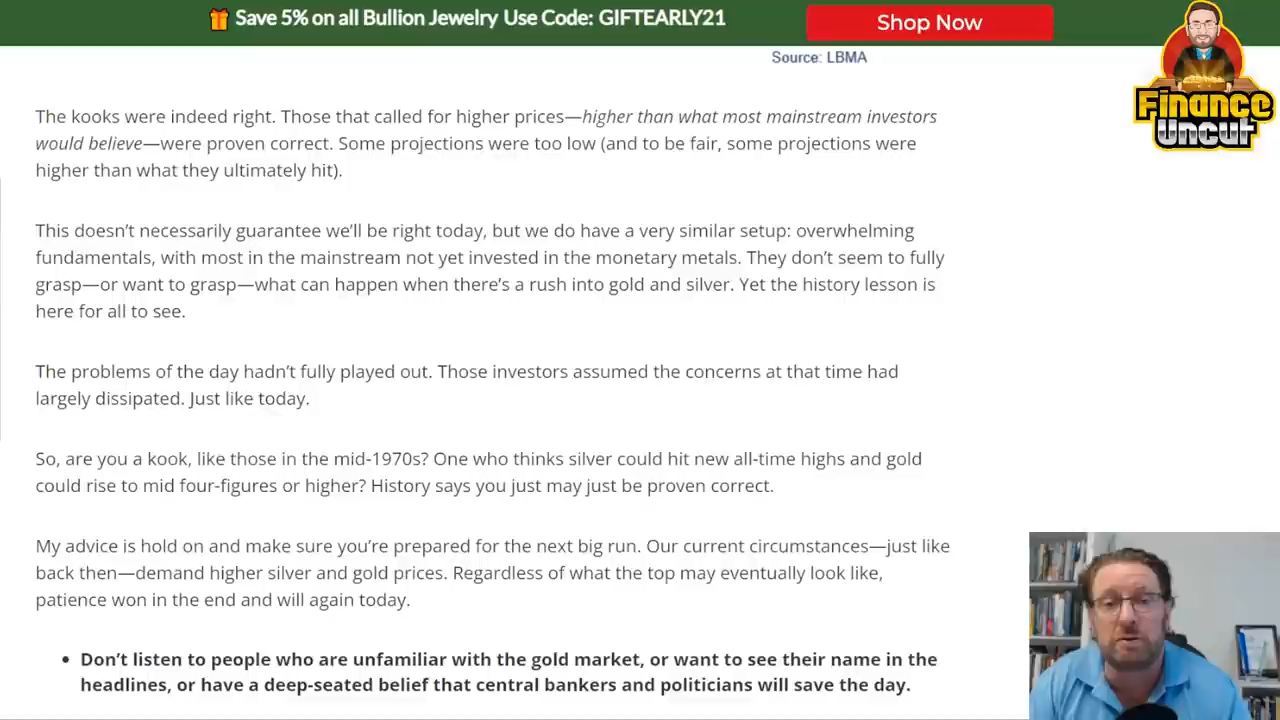 Save 5% on all Bullion Jewelry Use Code: GIFTEARLY21
Shop Now
Finance
Uncut
Source: LBMA
The kooks were indeed right. Those that called for higher prices—higher than what most mainstream investors
would believe—were proven correct. Some projections were too low (and to be fair, some projections were
higher than what they ultimately hit).
This doesn’t necessarily guarantee we’ll be right today, but we do have a very similar setup: overwhelming
fundamentals, with most in the mainstream not yet invested in the monetary metals. They don’t seem to fully
grasp—or want to grasp—what can happen when there’s a rush into gold and silver. Yet the history lesson is
here for all to see.
The problems of the day hadn’t fully played out. Those investors assumed the concerns at that time had
largely dissipated. Just like today.
So, are you a kook, like those in the mid-1970s? One who thinks silver could hit new all-time highs and gold
could rise to mid four-figures or higher? History says you just may just be proven correct.
My advice is hold on and make sure you’re prepared for the next big run. Our current circumstances—just like
back then—demand higher silver and gold prices. Regardless of what the top may eventually look like,
patience won in the end and will again today.
• Don’t listen to people who are unfamiliar with the gold market, or want to see their name in the
headlines, or have a deep-seated belief that central bankers and politicians will save the day.